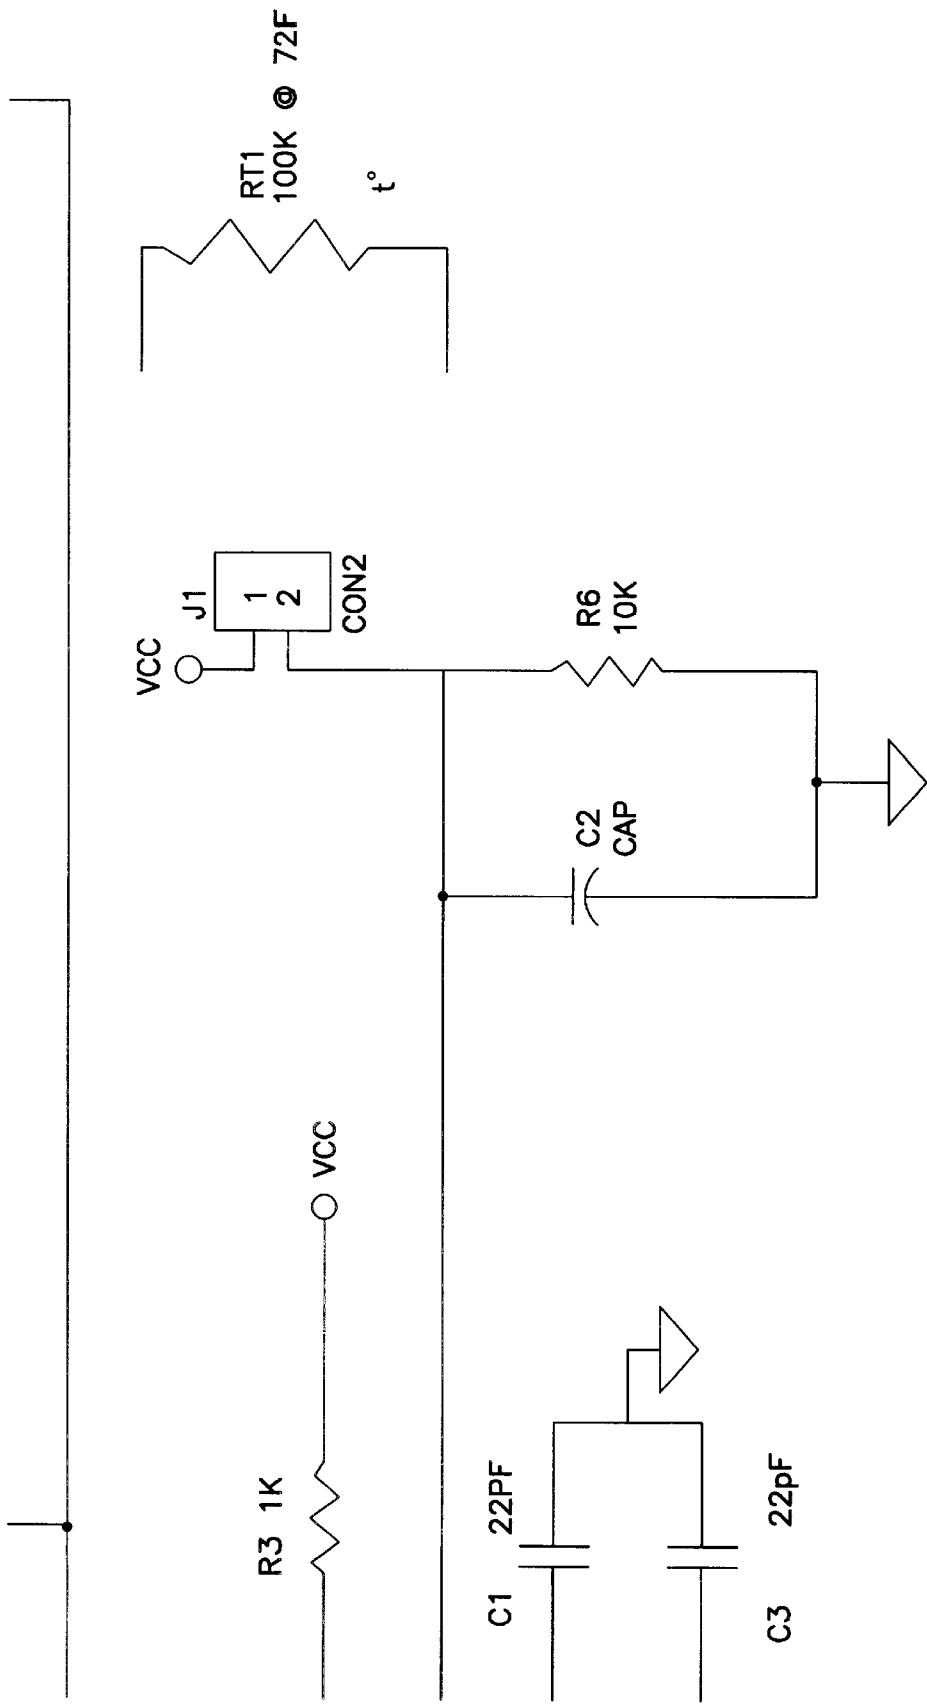 RT1
100K @ 72F
t°
J1
1
2
CON2
VCC
R6
10K
C2
CAP
VCC
R3 1K
C1 22PF
C3 22pF